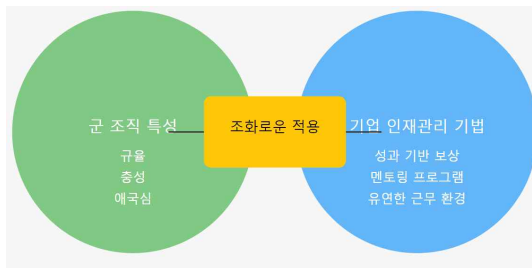 군 조직 특성
규율
충성
애국심
조화로운 적용
기업 인재관리 기법
성과 기반 보상
멘토링 프로그램
유연한 근무 환경